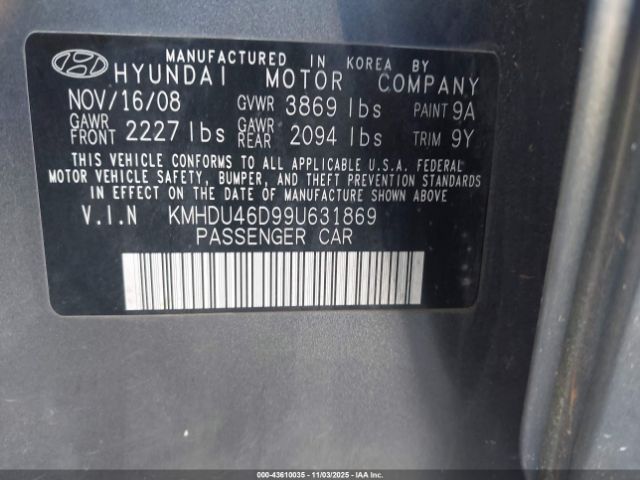 MANUFACTURED IN KOREA BY
HYUNDAI MOTOR COMPANY
NOV/16/08 GVWR 3869 lbs PAINT 9A
GAWR FRONT 2227 lbs GAWR REAR 2094 lbs TRIM 9Y
THIS VEHICLE CONFORMS TO ALL APPLICABLE U.S.A. FEDERAL
MOTOR VEHICLE SAFETY, BUMPER, AND THEFT PREVENTION STANDARDS
IN EFFECT ON THE DATE OF MANUFACTURE SHOWN ABOVE
V.I.N KMHDU46D99U631869
PASSENGER CAR
000-43610035 - 11/03/2025 - IAAI.COM